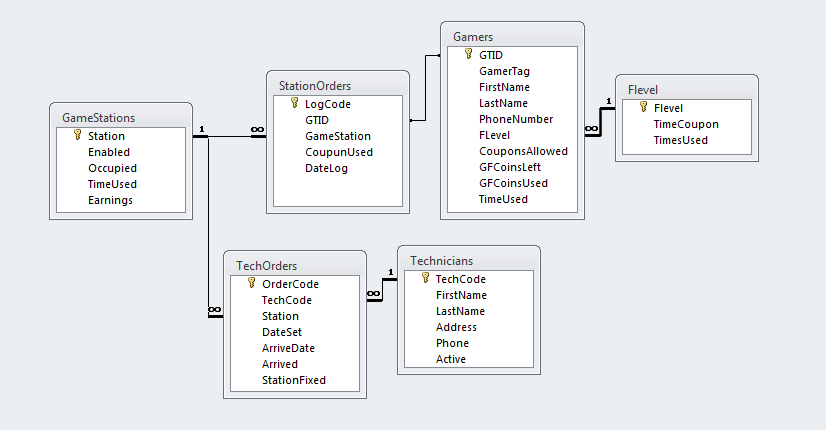 Gamers
GTID
GamerTag
FirstName
LastName
PhoneNumber
FLevel
CouponsAllowed
GFCoinsLeft
GFCoinsUsed
TimeUsed
StationOrders
LogCode
GTID
GameStation
CoupunUsed
DateLog
Flevel
Flevel
TimeCoupon
TimesUsed
GameStations
Station
Enabled
Occupied
TimeUsed
Earnings
1
∞
∞
1
TechOrders
OrderCode
TechCode
Station
DateSet
ArriveDate
Arrived
StationFixed
Technicians
TechCode
FirstName
LastName
Address
Phone
Active
∞
∞
1